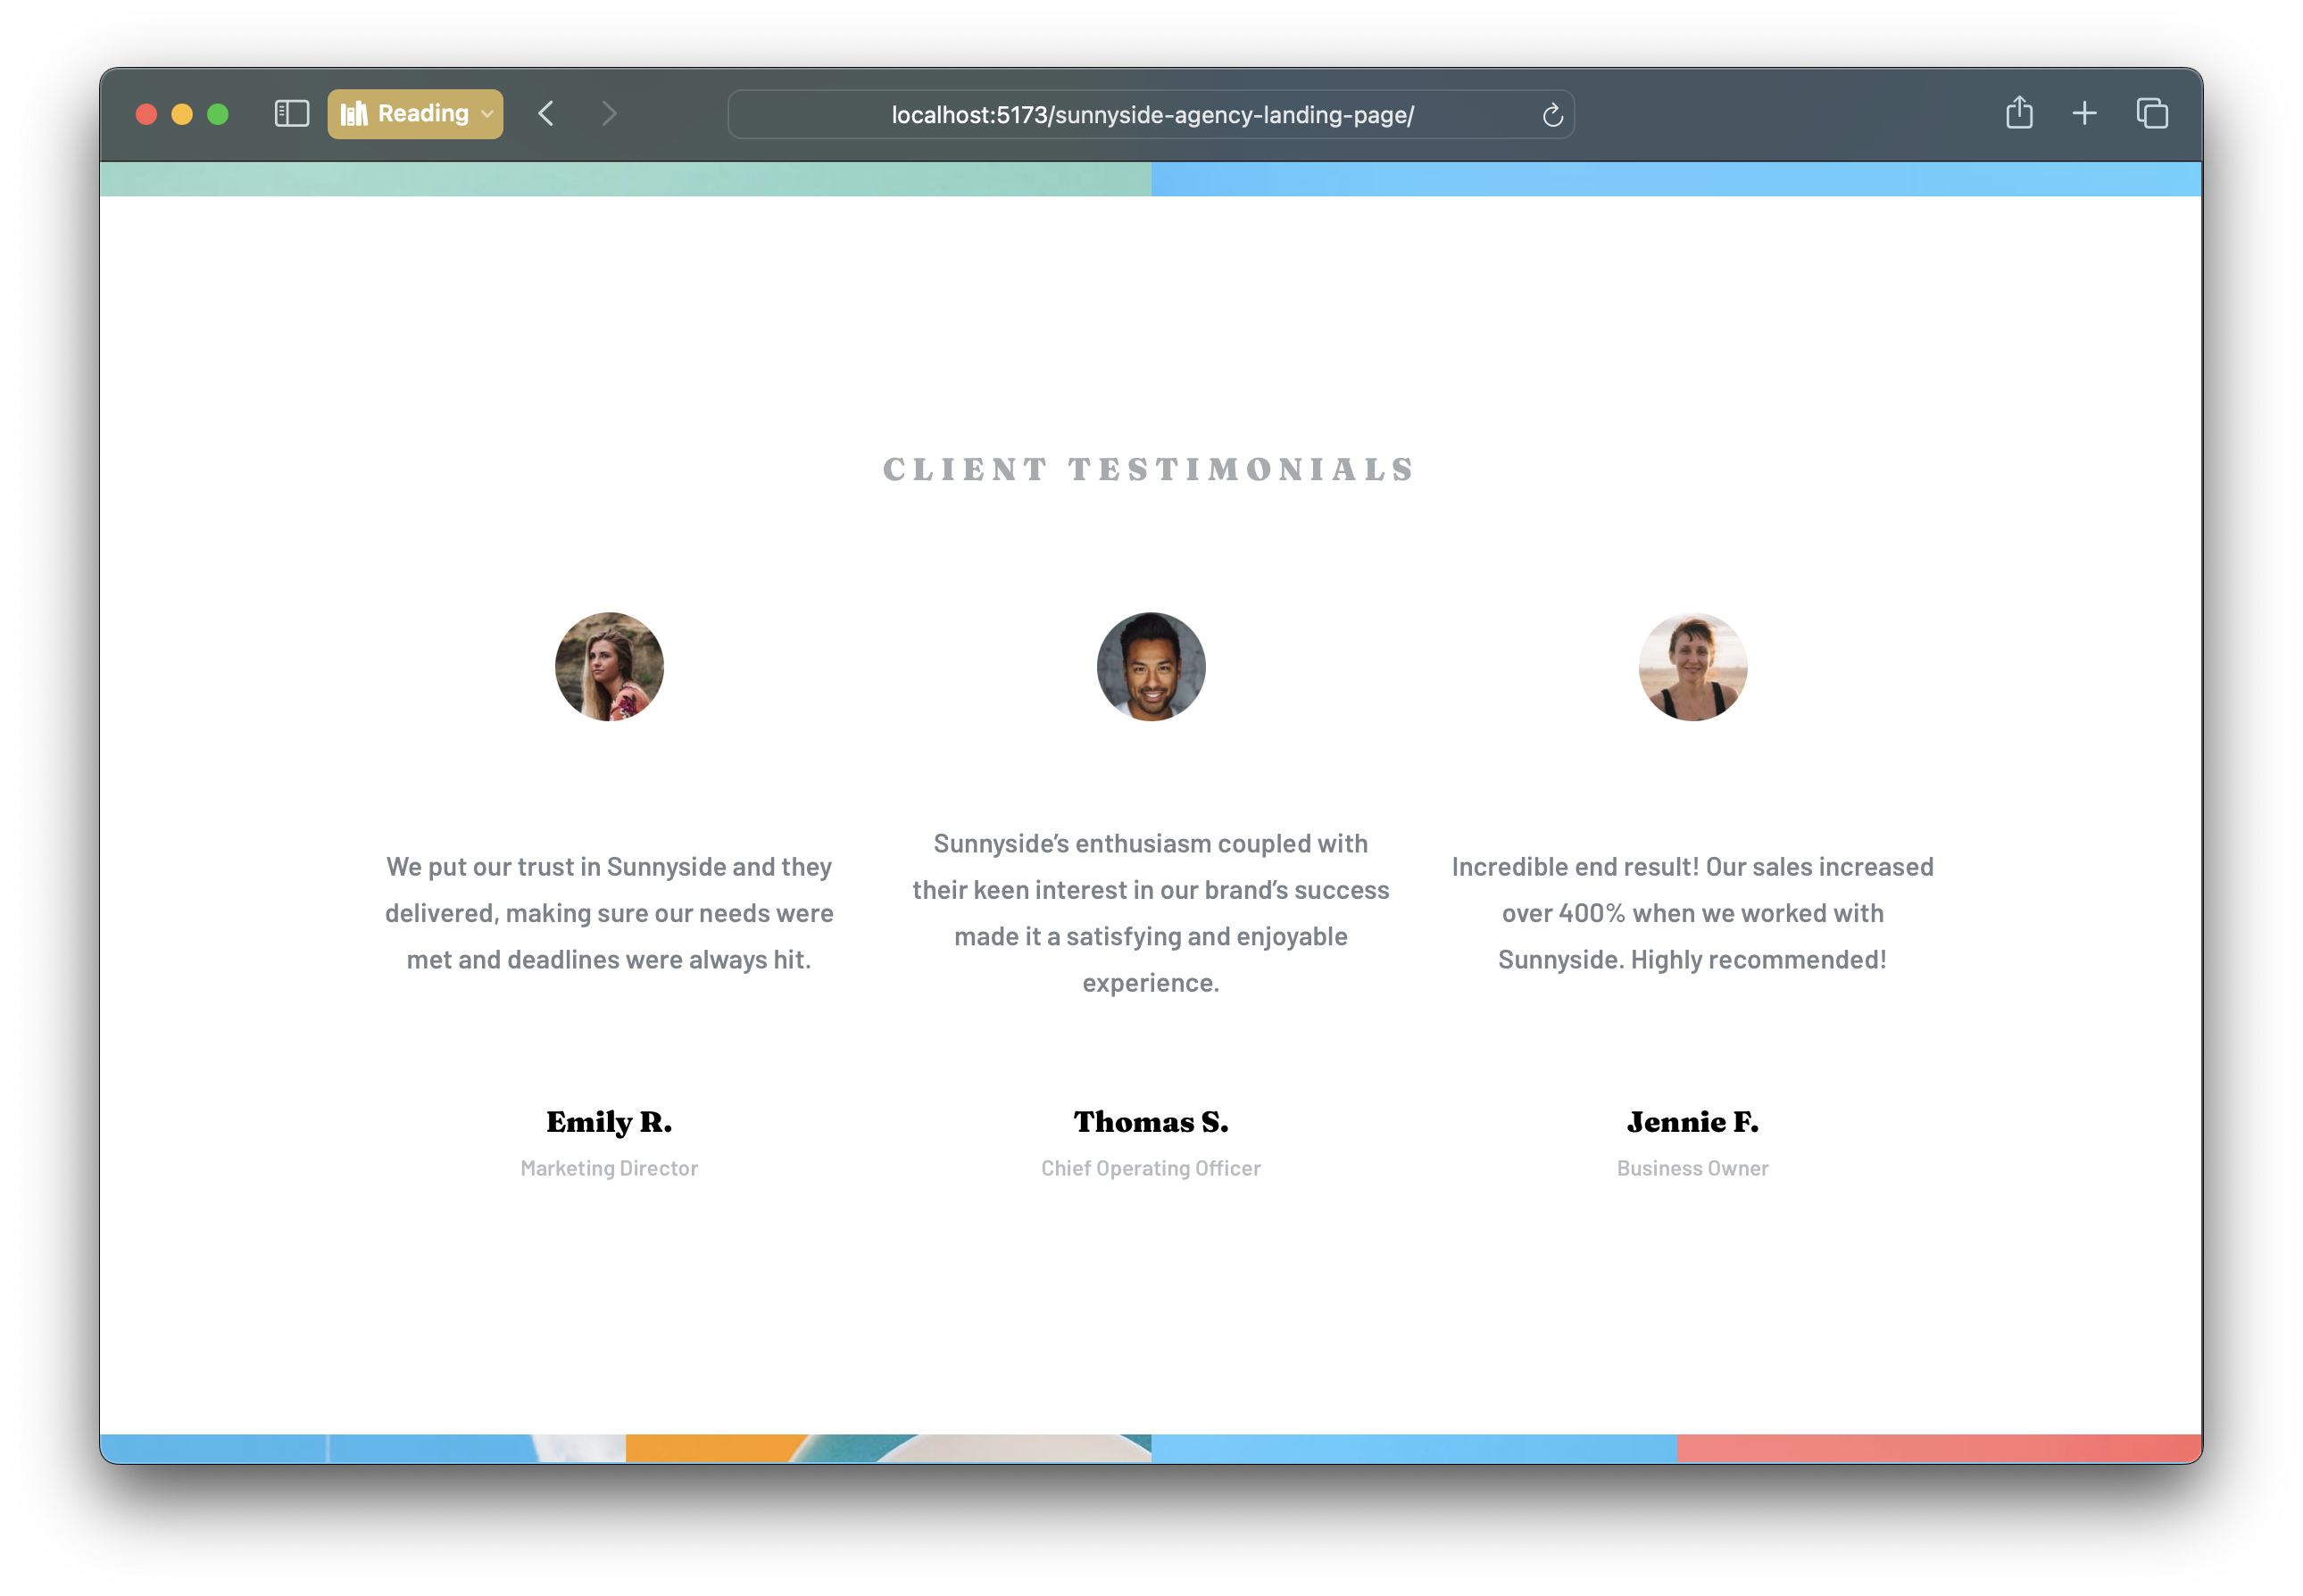 Reading
localhost:5173/sunnyside-agency-landing-page/
CLIENT TESTIMONIALS
We put our trust in Sunnyside and they
delivered, making sure our needs were
met and deadlines were always hit.
Emily R.
Marketing Director
Sunnyside’s enthusiasm coupled with
their keen interest in our brand’s success
made it a satisfying and enjoyable
experience.
Thomas S.
Chief Operating Officer
Incredible end result! Our sales increased
over 400% when we worked with
Sunnyside. Highly recommended!
Jennie F.
Business Owner